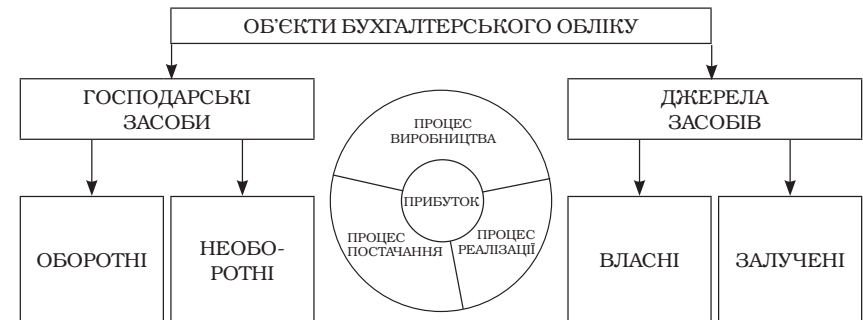 ОБ’ЄКТИ БУХГАЛТЕРСЬКОГО ОБЛІКУ
ГОСПОДАРСЬКІ
ЗАСОБИ
ДЖЕРЕЛА
ЗАСОБІВ
ПРОЦЕС
ВИРОБНИЦТВА
ПРИБУТОК
ПРОЦЕС
ПОСТАЧАННЯ
ПРОЦЕС
РЕАЛІЗАЦІЇ
ОБОРОТНІ
НЕОБО-
РОТНІ
ВЛАСНІ
ЗАЛУЧЕНІ